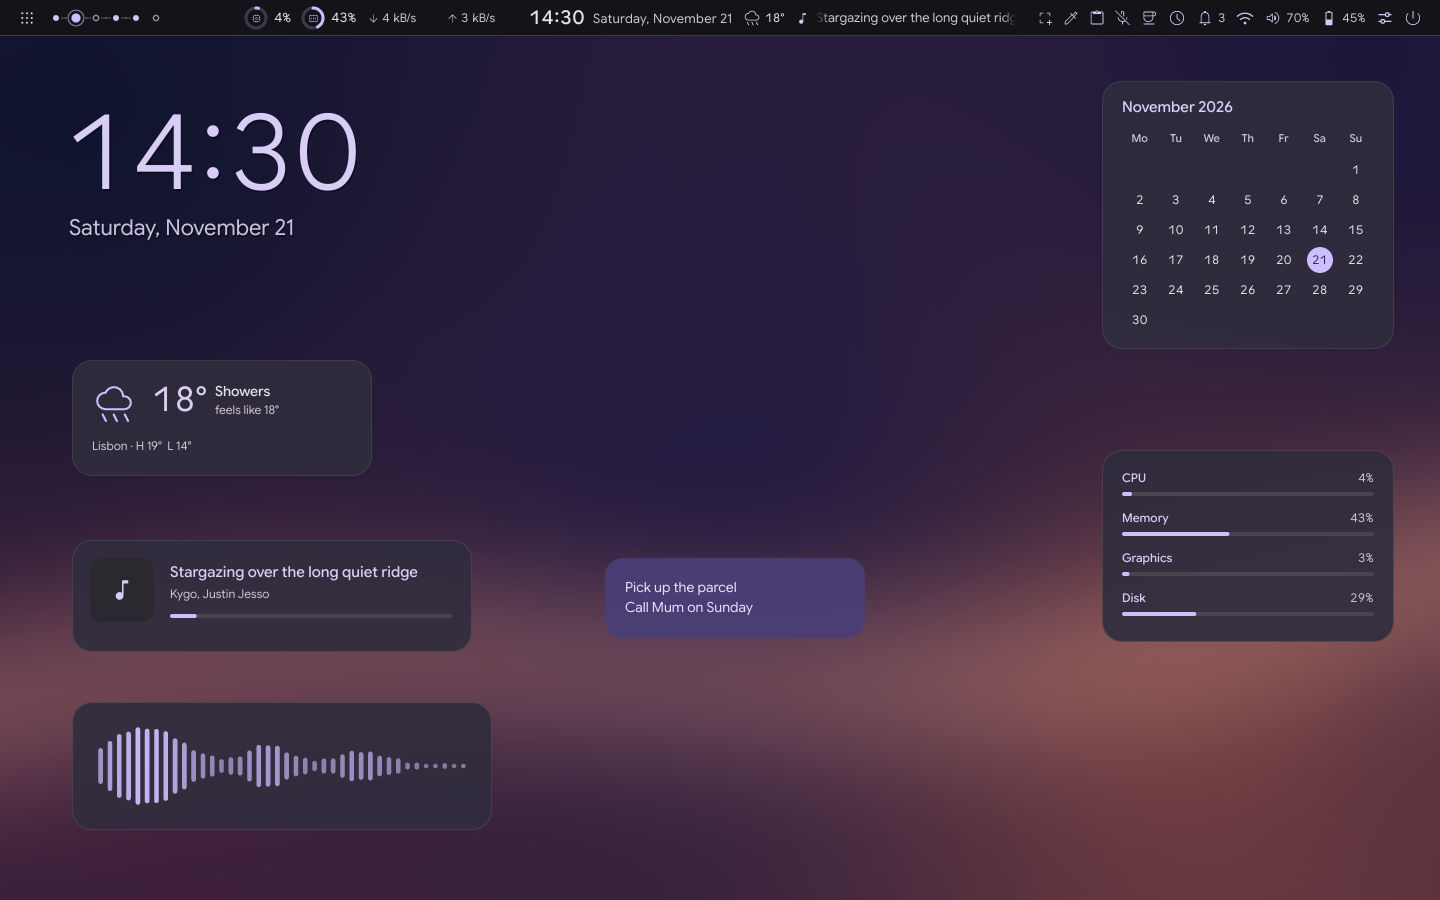 4%
43%
↓ 4 kB/s
↑ 3 kB/s
14:30 Saturday, November 21
18°
Stargazing over the long quiet
3
70%
45%
14:30
Saturday, November 21
November 2026
Mo Tu We Th Fr Sa Su
1
2 3 4 5 6 7 8
9 10 11 12 13 14 15
16 17 18 19 20 21 22
23 24 25 26 27 28 29
30
18°
Showers
feels like 18°
Lisbon · H 19° L 14°
CPU 4%
Memory 43%
Graphics 3%
Disk 29%
Stargazing over the long quiet ridge
Kygo, Justin Jesso
Pick up the parcel
Call Mum on Sunday